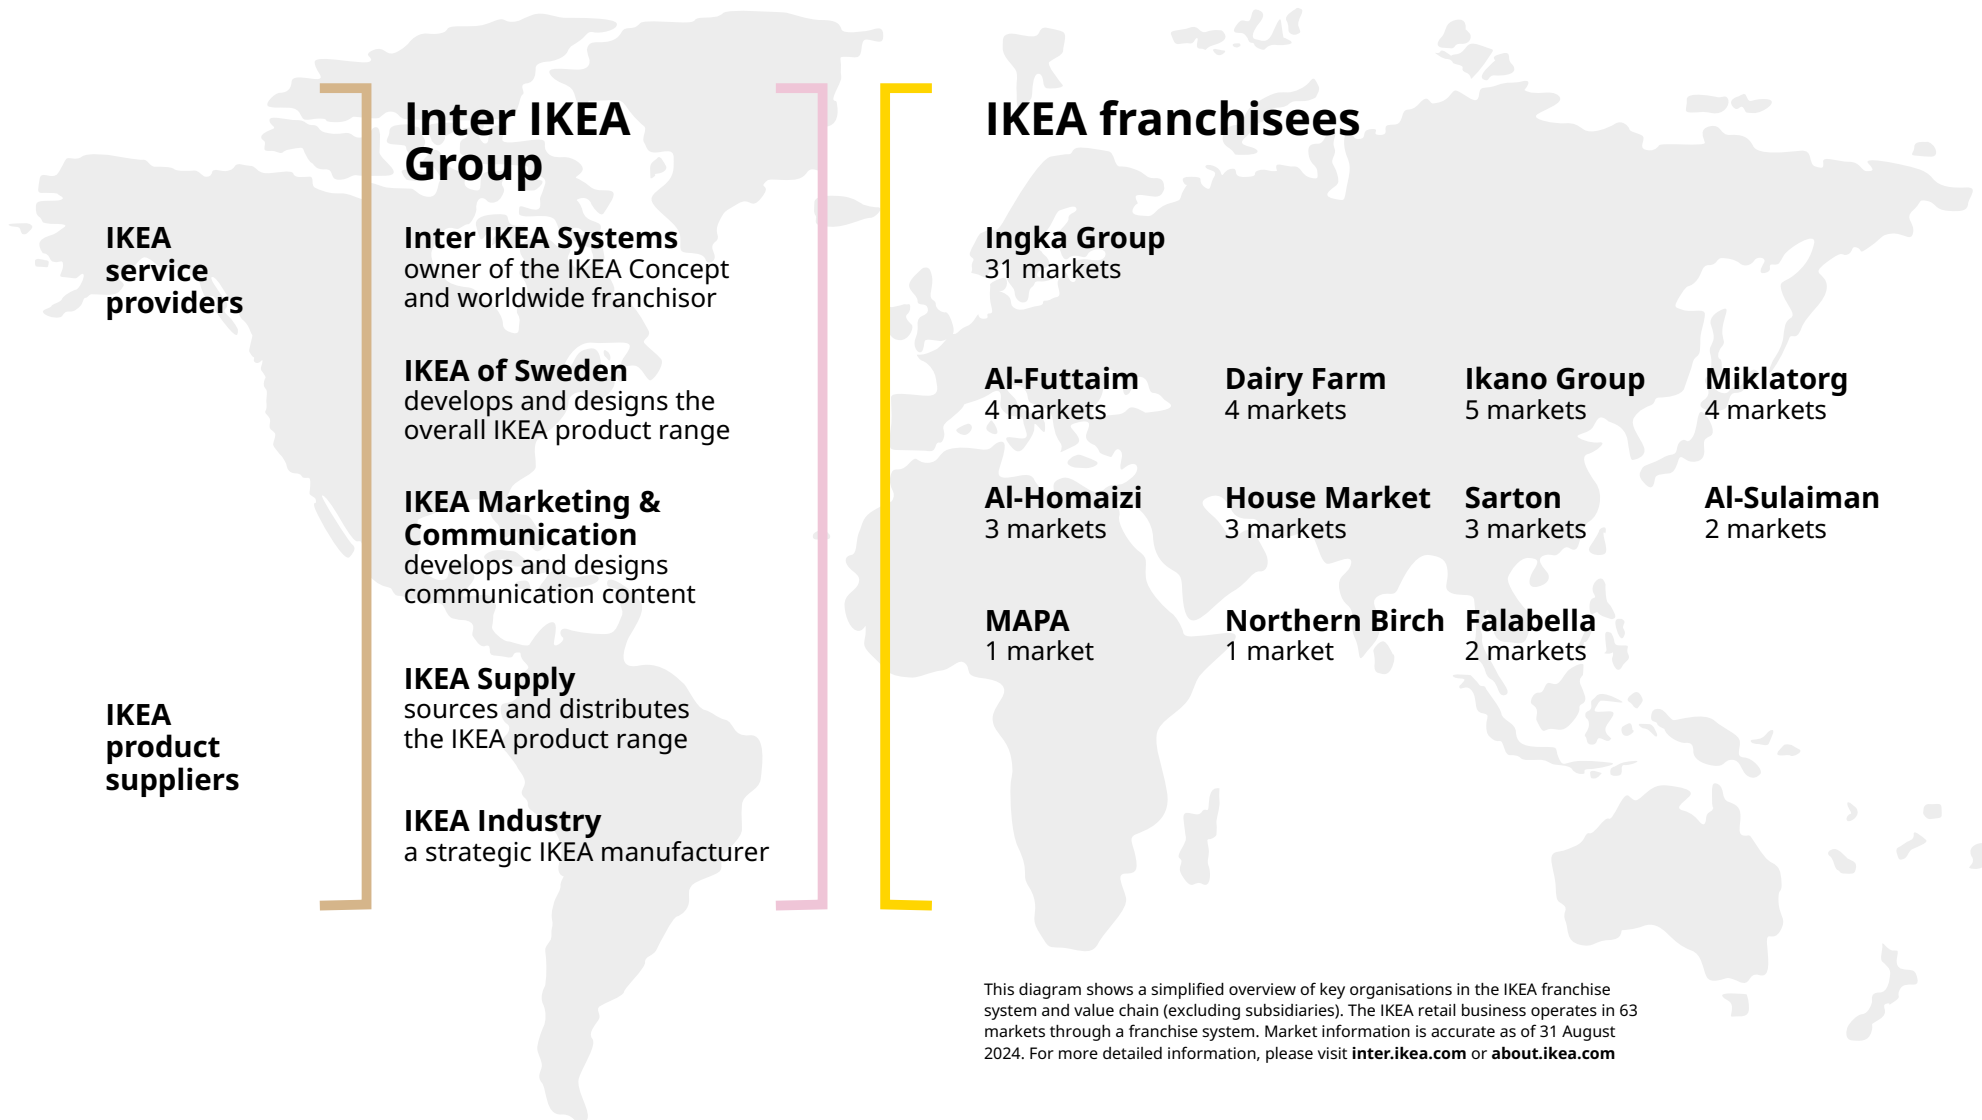 Inter IKEA
Group
IKEA franchisees
IKEA
service
providers
IKEA
product
suppliers
Inter IKEA Systems
owner of the IKEA Concept
and worldwide franchisor
IKEA of Sweden
develops and designs the
overall IKEA product range
IKEA Marketing &
Communication
develops and designs
communication content
IKEA Supply
sources and distributes
the IKEA product range
IKEA Industry
a strategic IKEA manufacturer
Ingka Group
31 markets
Al-Futtaim
4 markets
Dairy Farm
4 markets
Ikano Group
5 markets
Miklatorg
4 markets
Al-Homaizi
3 markets
House Market
3 markets
Sarton
3 markets
Al-Sulaiman
2 markets
MAPA
1 market
Northern Birch
1 market
Falabella
2 markets
This diagram shows a simplified overview of key organisations in the IKEA franchise
system and value chain (excluding subsidiaries). The IKEA retail business operates in 63
markets through a franchise system. Market information is accurate as of 31 August
2024. For more detailed information, please visit inter.ikea.com or about.ikea.com